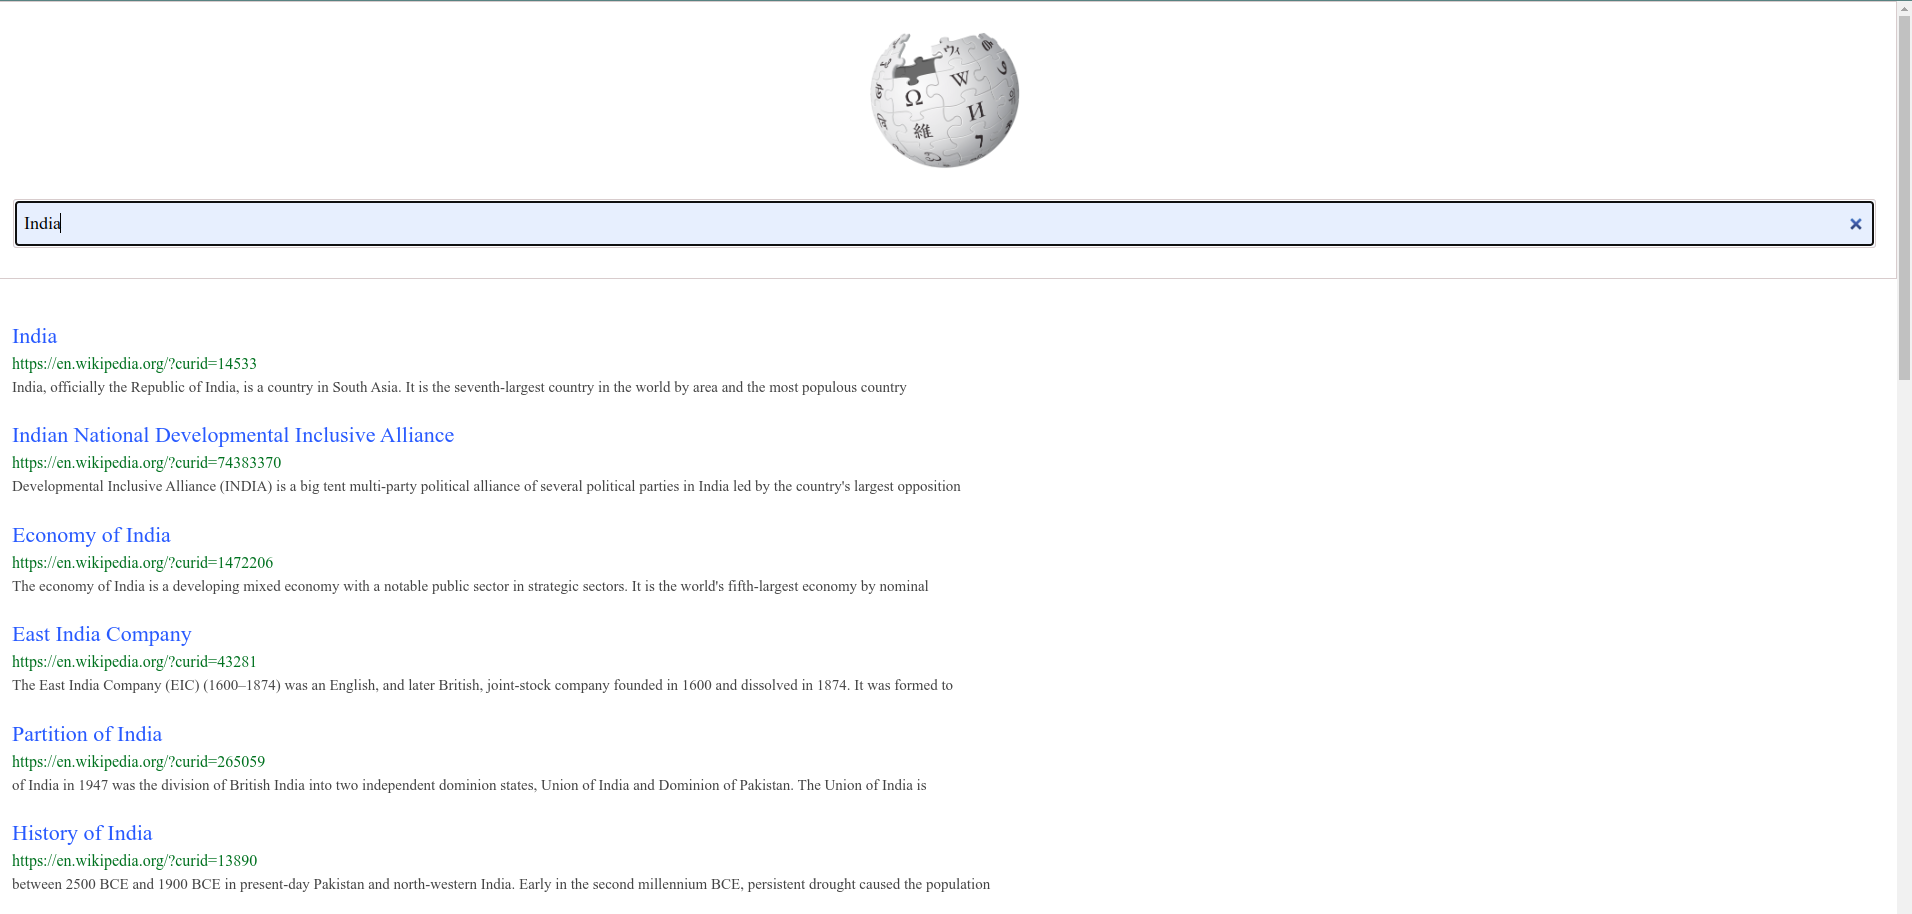 Ω W И 維 ウィ 7
India
×
India
https://en.wikipedia.org/?curid=14533
India, officially the Republic of India, is a country in South Asia. It is the seventh-largest country in the world by area and the most populous country
Indian National Developmental Inclusive Alliance
https://en.wikipedia.org/?curid=74383370
Developmental Inclusive Alliance (INDIA) is a big tent multi-party political alliance of several political parties in India led by the country's largest opposition
Economy of India
https://en.wikipedia.org/?curid=1472206
The economy of India is a developing mixed economy with a notable public sector in strategic sectors. It is the world's fifth-largest economy by nominal
East India Company
https://en.wikipedia.org/?curid=43281
The East India Company (EIC) (1600–1874) was an English, and later British, joint-stock company founded in 1600 and dissolved in 1874. It was formed to
Partition of India
https://en.wikipedia.org/?curid=265059
of India in 1947 was the division of British India into two independent dominion states, Union of India and Dominion of Pakistan. The Union of India is
History of India
https://en.wikipedia.org/?curid=13890
between 2500 BCE and 1900 BCE in present-day Pakistan and north-western India. Early in the second millennium BCE, persistent drought caused the population